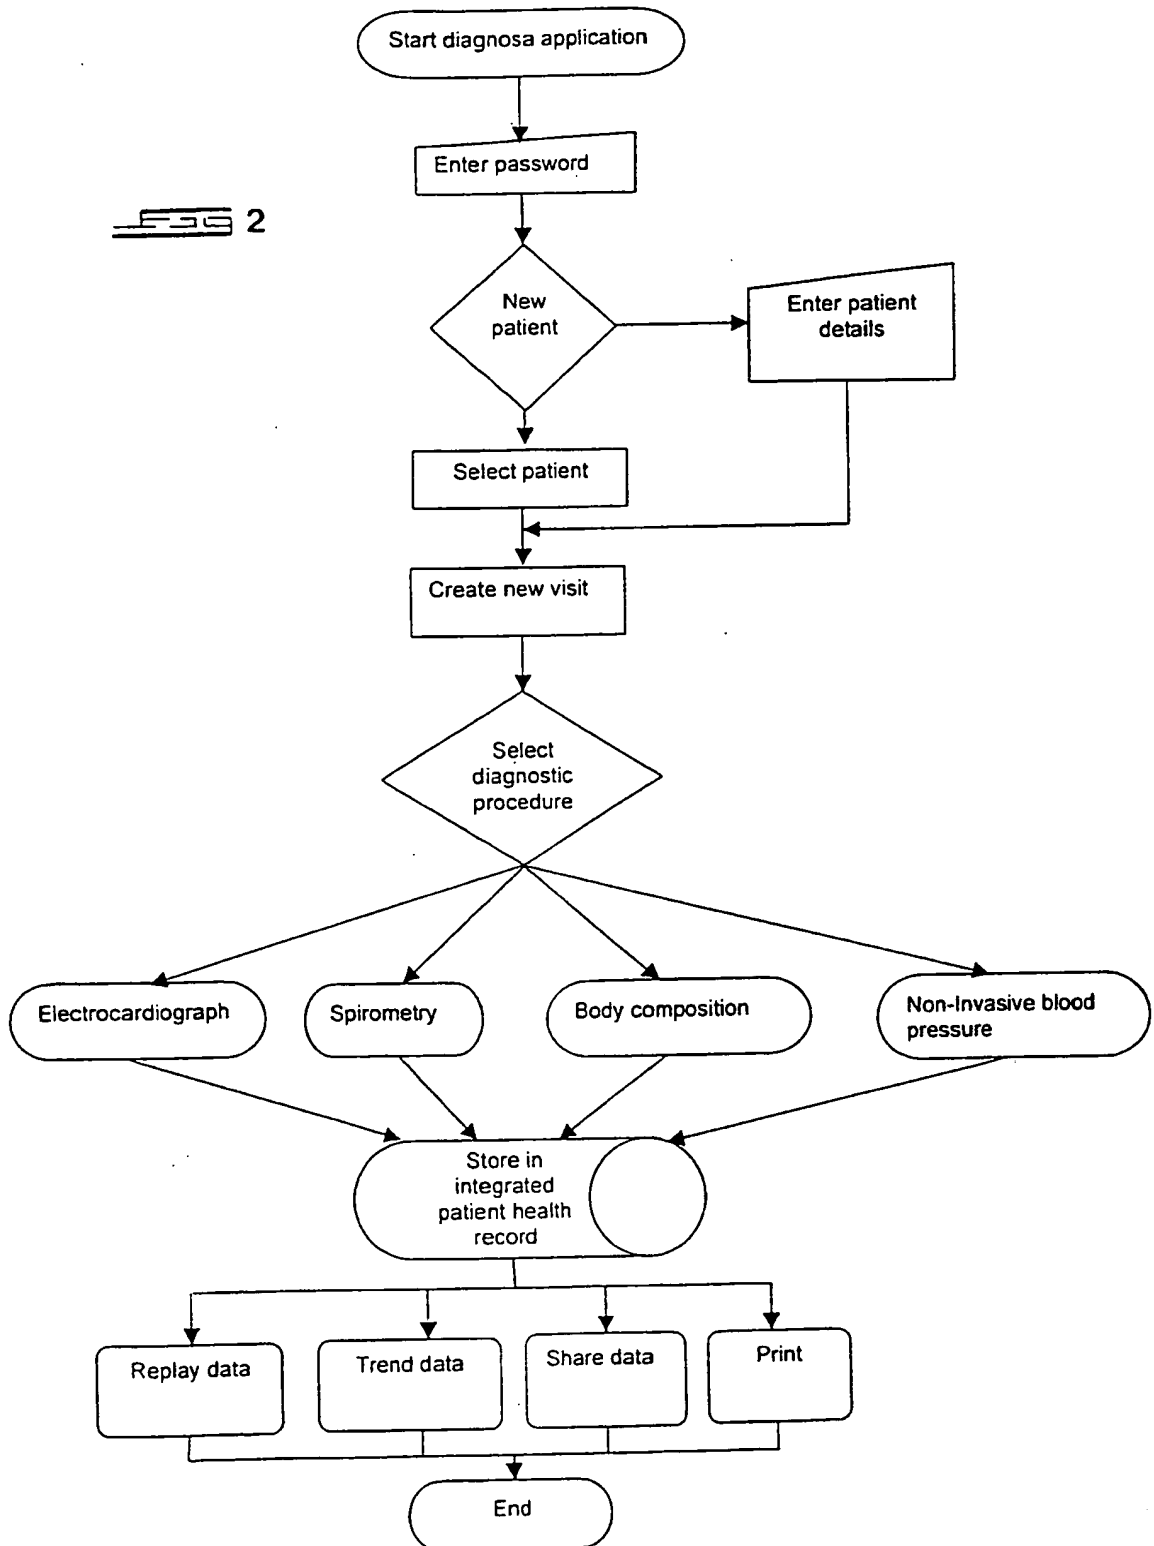 Start diagnosa application
Enter password
FIG 2
New
patient
Enter patient
details
Select patient
Create new visit
Select
diagnostic
procedure
Electrocardiograph
Spirometry
Body composition
Non-Invasive blood
pressure
Store in
integrated
patient health
record
Replay data
Trend data
Share data
Print
End